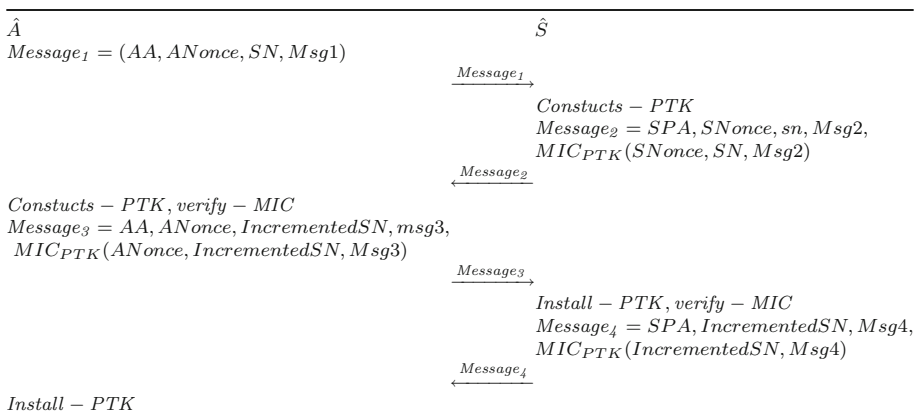 Â Ŝ
Message₁ = (AA, ANonce, SN, Msg1)
Message₁
Constucts − PTK
Message₂ = SPA, SNonce, sn, Msg2,
MIC_PTK(SNonce, SN, Msg2)
Message₂
Constucts − PTK, verify − MIC
Message₃ = AA, ANonce, IncrementedSN, msg3,
MIC_PTK(ANonce, IncrementedSN, Msg3)
Message₃
Install − PTK, verify − MIC
Message₄ = SPA, IncrementedSN, Msg4,
MIC_PTK(IncrementedSN, Msg4)
Message₄
Install − PTK